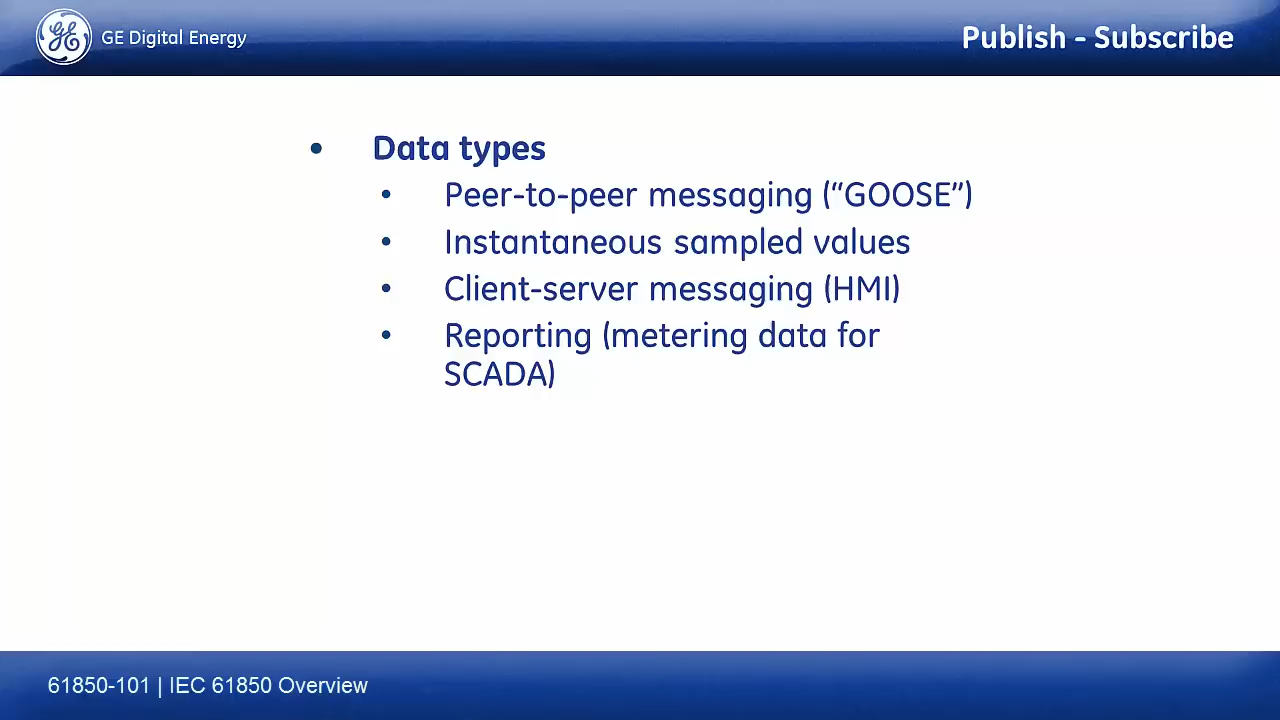 GE Digital Energy
Publish - Subscribe
• Data types
• Peer-to-peer messaging (“GOOSE”)
• Instantaneous sampled values
• Client-server messaging (HMI)
• Reporting (metering data for
SCADA)
61850-101 | IEC 61850 Overview